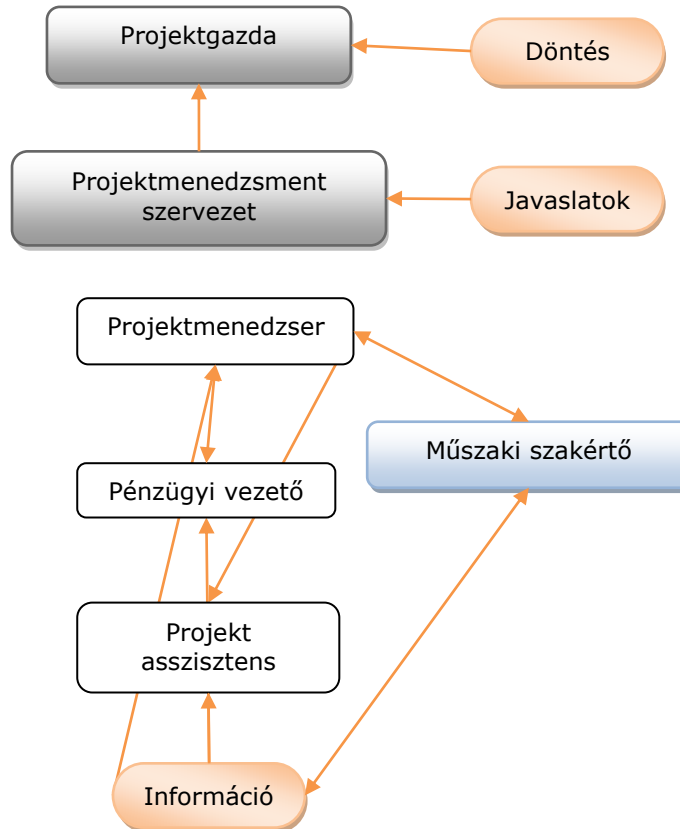 Projektgazda
Döntés
Projektmenedzsment
szervezet
Javaslatok
Projektmenedzser
Műszaki szakértő
Pénzügyi vezető
Projekt
asszisztens
Információ